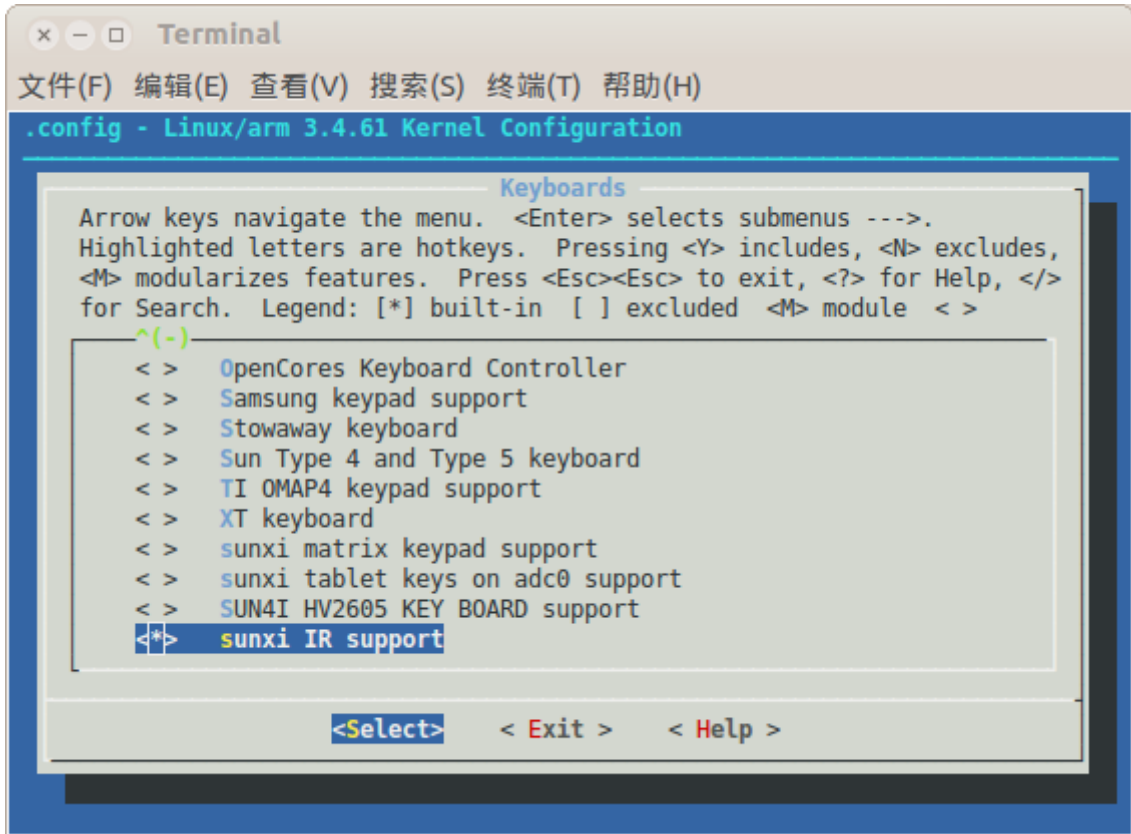 Terminal
文件(F) 编辑(E) 查看(V) 搜索(S) 终端(T) 帮助(H)
.config - Linux/arm 3.4.61 Kernel Configuration
Keyboards
Arrow keys navigate the menu. <Enter> selects submenus --->.
Highlighted letters are hotkeys. Pressing <Y> includes, <N> excludes,
<M> modularizes features. Press <Esc><Esc> to exit, <?> for Help, </>
for Search. Legend: [*] built-in [ ] excluded <M> module < >
^(-)
< > OpenCores Keyboard Controller
< > Samsung keypad support
< > Stowaway keyboard
< > Sun Type 4 and Type 5 keyboard
< > TI OMAP4 keypad support
< > XT keyboard
< > sunxi matrix keypad support
< > sunxi tablet keys on adc0 support
< > SUN4I HV2605 KEY BOARD support
<*> sunxi IR support
<Select> < Exit > < Help >